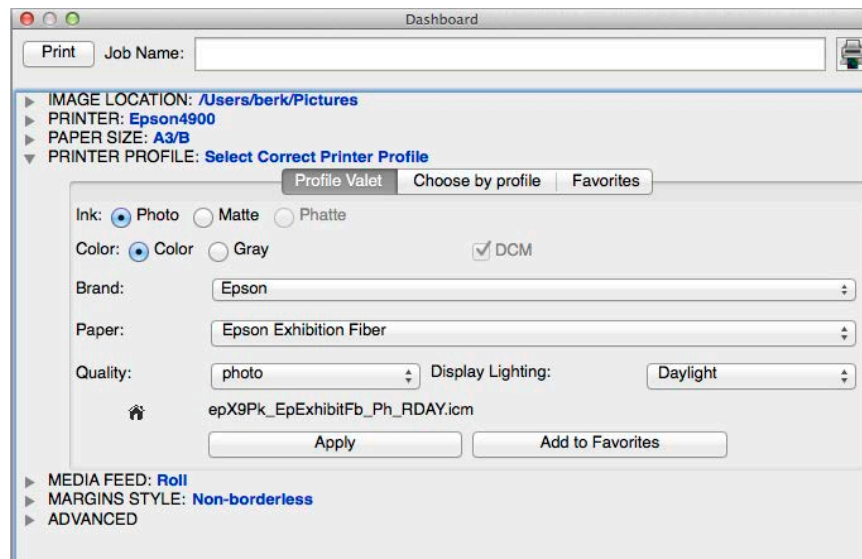 Dashboard
Print Job Name:
IMAGE LOCATION: /Users/berk/Pictures
PRINTER: Epson4900
PAPER SIZE: A3/B
PRINTER PROFILE: Select Correct Printer Profile
Profile Valet Choose by profile Favorites
Ink: Photo Matte Phatte
Color: Color Gray DCM
Brand: Epson
Paper: Epson Exhibition Fiber
Quality: photo Display Lighting: Daylight
epX9Pk_EpExhibitFb_Ph_RDAY.icm
Apply Add to Favorites
MEDIA FEED: Roll
MARGINS STYLE: Non-borderless
ADVANCED